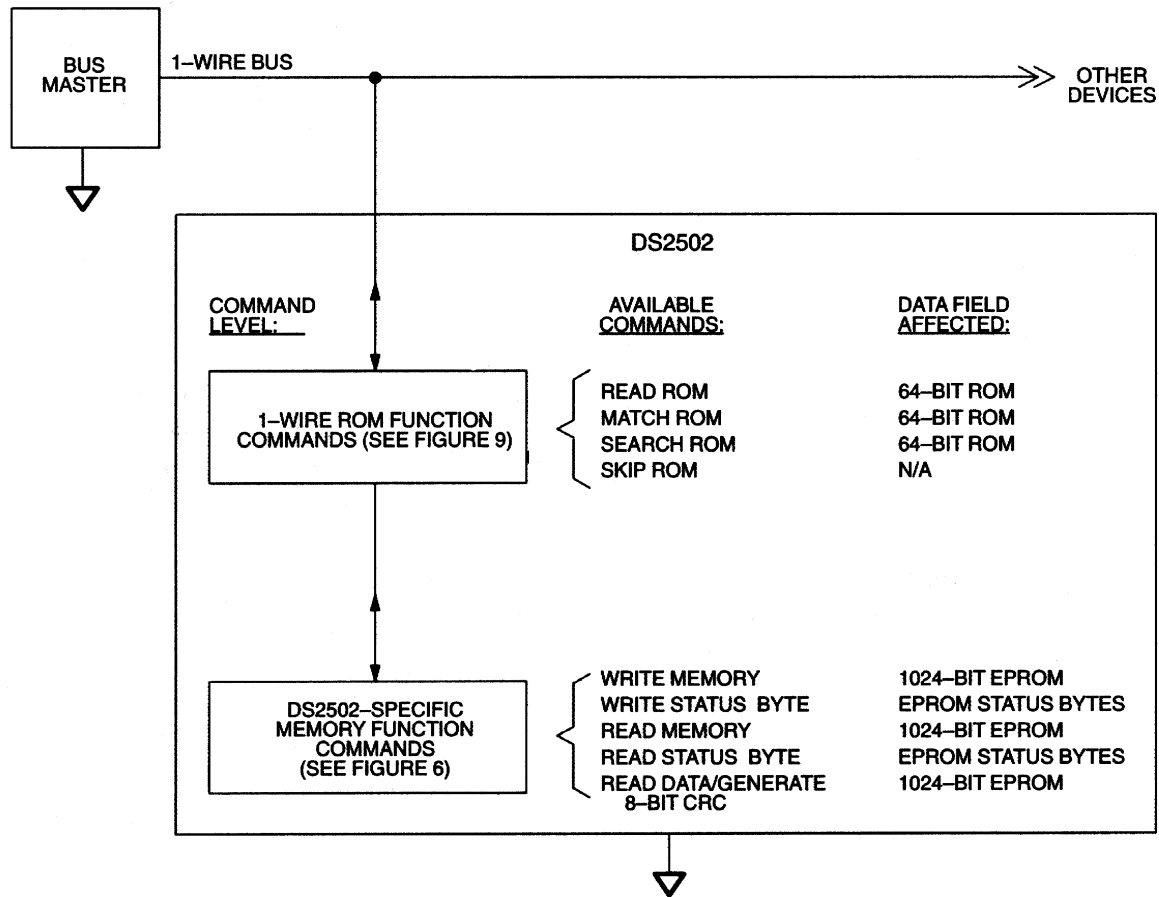 BUS
MASTER
1–WIRE BUS
OTHER
DEVICES
DS2502
COMMAND
LEVEL:
AVAILABLE
COMMANDS:
DATA FIELD
AFFECTED:
1–WIRE ROM FUNCTION
COMMANDS (SEE FIGURE 9)
READ ROM 64–BIT ROM
MATCH ROM 64–BIT ROM
SEARCH ROM 64–BIT ROM
SKIP ROM N/A
DS2502–SPECIFIC
MEMORY FUNCTION
COMMANDS
(SEE FIGURE 6)
WRITE MEMORY 1024–BIT EPROM
WRITE STATUS BYTE EPROM STATUS BYTES
READ MEMORY 1024–BIT EPROM
READ STATUS BYTE EPROM STATUS BYTES
READ DATA/GENERATE 1024–BIT EPROM
8–BIT CRC